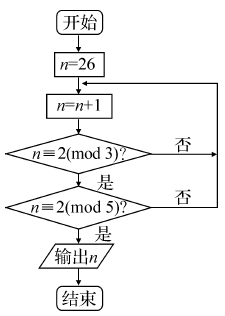 开始
n=26
n=n+1
n≡2(mod 3)?
否
是
n≡2(mod 5)?
否
是
输出n
结束